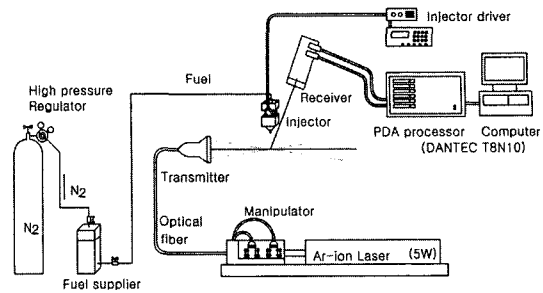 Injector driver
Fuel
High pressure
Regulator
Receiver
Injector
PDA processor
(DANTEC T8N10)
Computer
Transmitter
N2
N2
Optical
fiber
Manipulator
Ar-ion Laser
(5W)
Fuel supplier